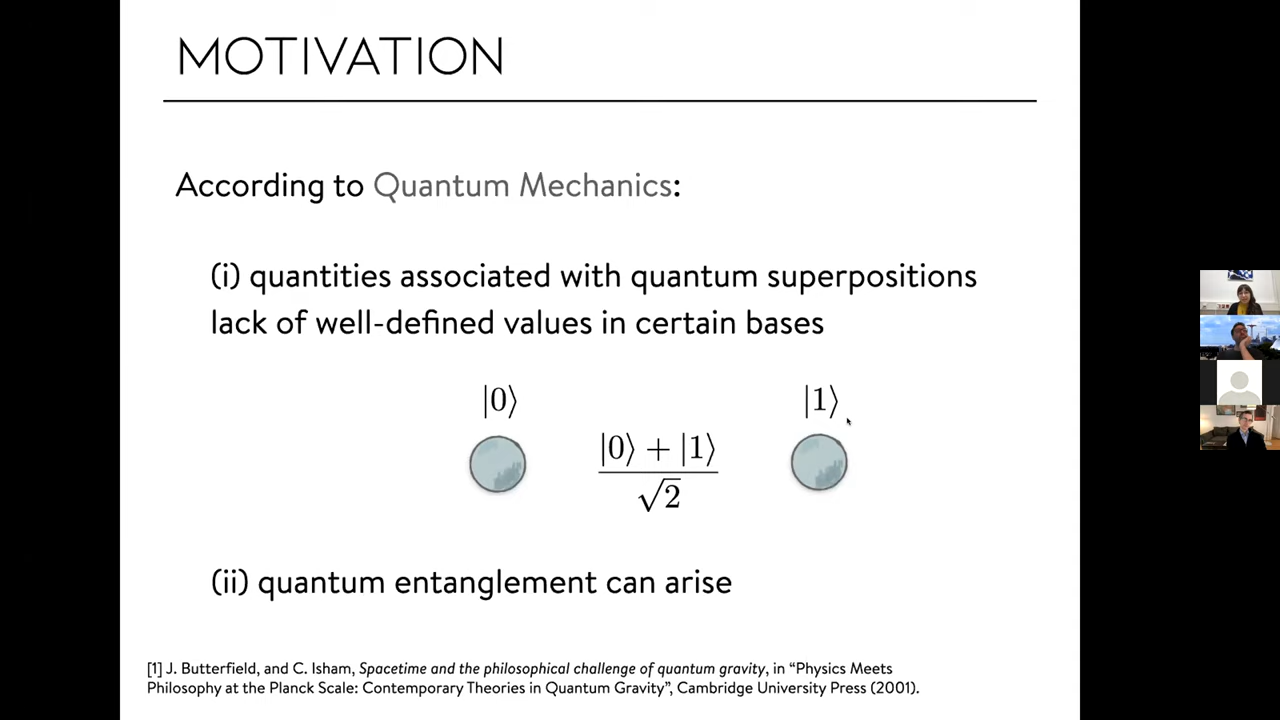 MOTIVATION
According to Quantum Mechanics:
(i) quantities associated with quantum superpositions
lack of well-defined values in certain bases
|0⟩ |1⟩
|0⟩ + |1⟩
√2
(ii) quantum entanglement can arise
[1] J. Butterfield, and C. Isham, Spacetime and the philosophical challenge of quantum gravity, in “Physics Meets
Philosophy at the Planck Scale: Contemporary Theories in Quantum Gravity”, Cambridge University Press (2001).